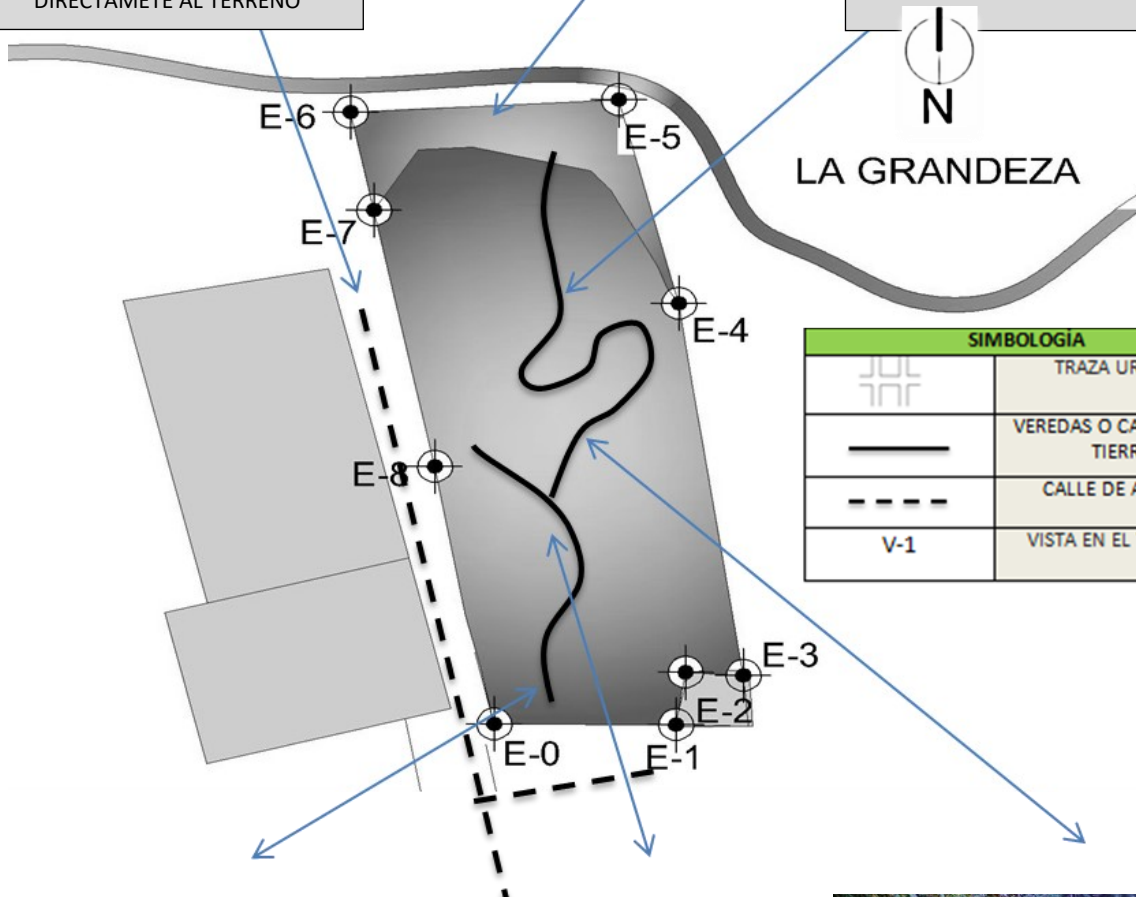 DIRECTAMETE AL TERRENO
N
LA GRANDEZA
E-6
E-5
E-7
E-4
E-8
E-3
E-2
E-0
E-1
SIMBOLOGÍA
TRAZA UR
VEREDAS O CA
TIERR
CALLE DE A
V-1
VISTA EN EL